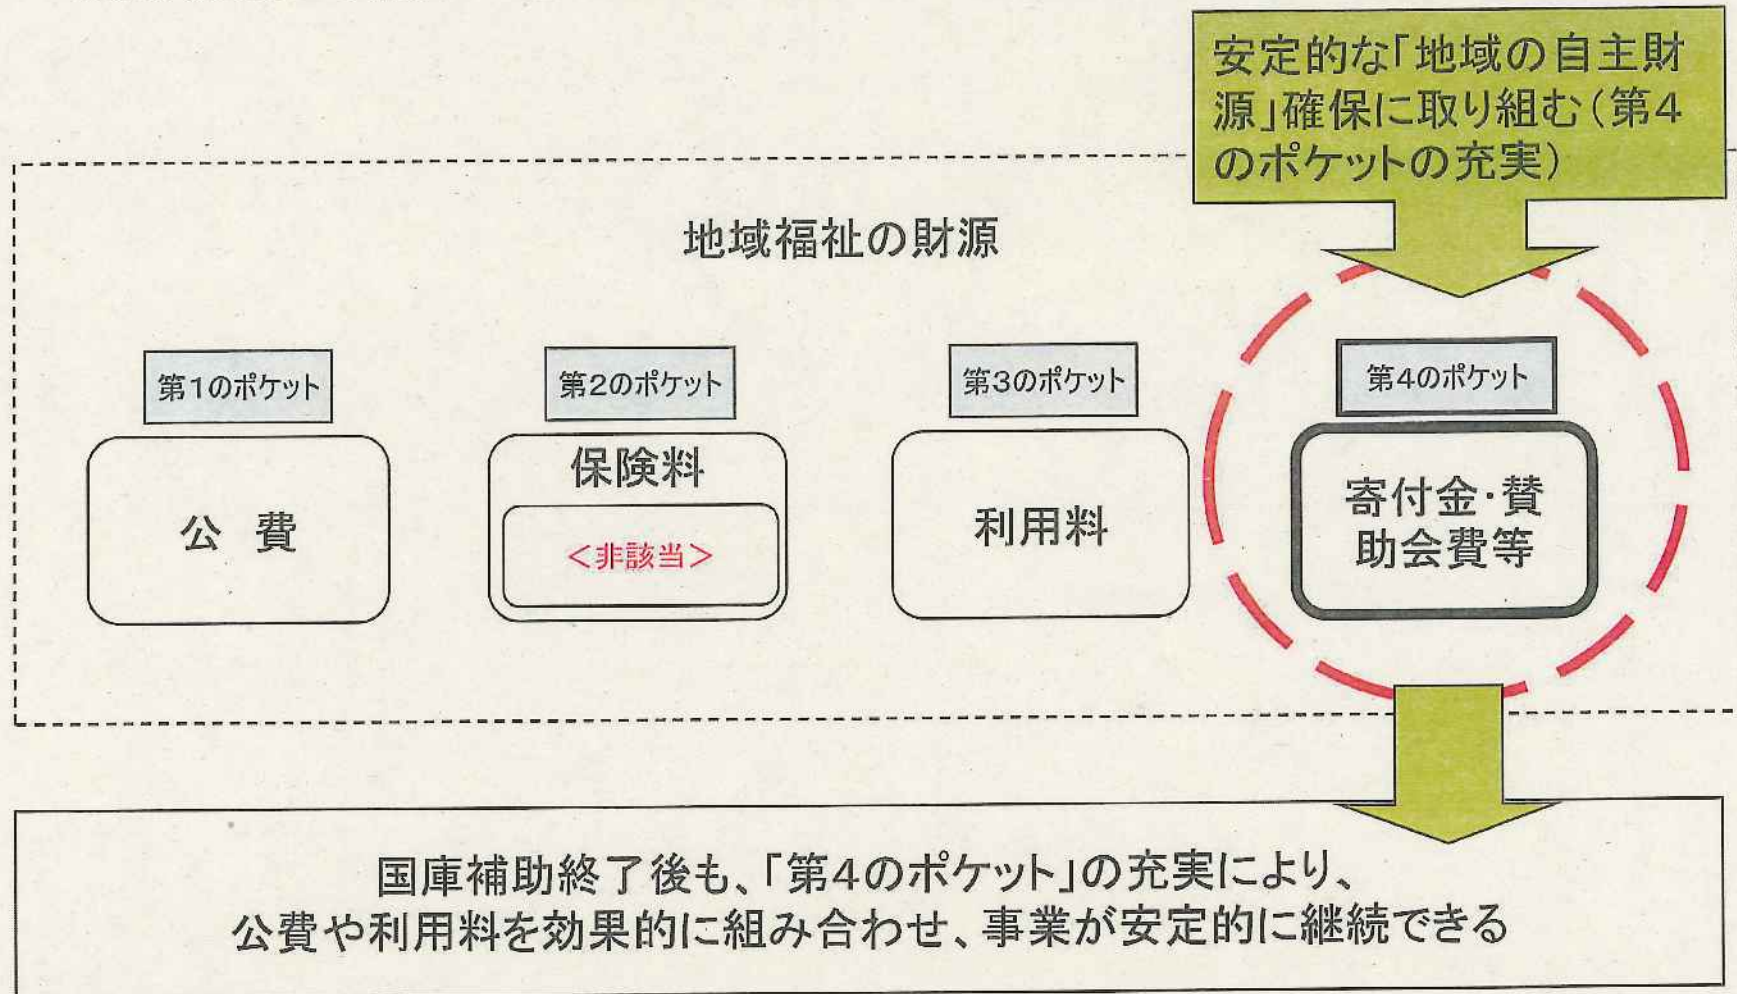 安定的な「地域の自主財
源」確保に取り組む（第４
のポケットの充実）
地域福祉の財源
第１のポケット
公　費
第２のポケット
保険料
＜非該当＞
第３のポケット
利用料
第４のポケット
寄付金・賛
助会費等
国庫補助終了後も、「第４のポケット」の充実により、
公費や利用料を効果的に組み合わせ、事業が安定的に継続できる